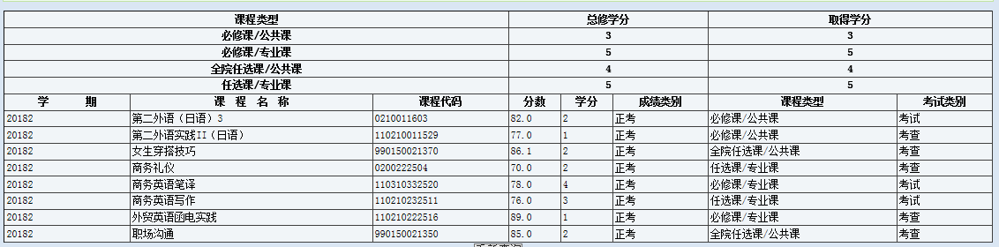 课程类型 总修学分 取得学分
必修课/公共课 3 3
必修课/专业课 5 5
全院任选课/公共课 4 4
任选课/专业课 5 5
学 期 课 程 名 称 课程代码 分数 学分 成绩类别 课程类型 考试类别
20182 第二外语（日语）3 0210011603 82.0 2 正考 必修课/公共课 考试
20182 第二外语实践II（日语） 110210011529 77.0 1 正考 必修课/公共课 考查
20182 女生穿搭技巧 990150021370 86.1 2 正考 全院任选课/公共课 考查
20182 商务礼仪 0200222504 70.0 2 正考 任选课/专业课 考查
20182 商务英语笔译 110310332520 78.0 4 正考 必修课/专业课 考试
20182 商务英语写作 110210232511 76.0 3 正考 任选课/专业课 考试
20182 外贸英语函电实践 110210222516 89.0 1 正考 必修课/专业课 考查
20182 职场沟通 990150021350 85.0 2 正考 全院任选课/公共课 考查